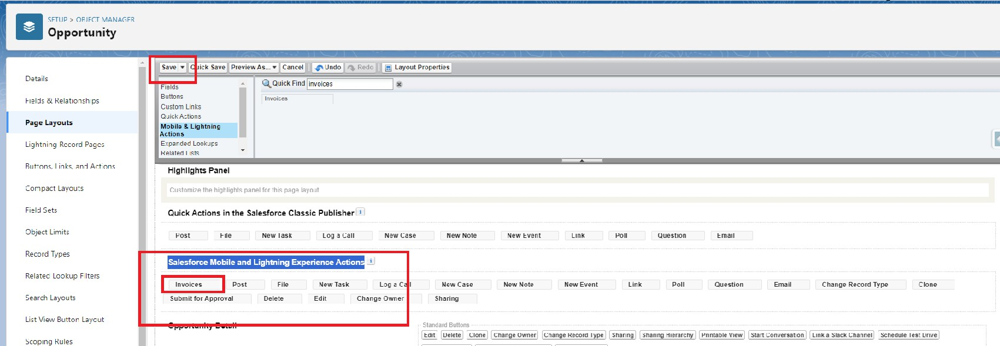 SETUP > OBJECT MANAGER
Opportunity
Details
Fields & Relationships
Page Layouts
Lightning Record Pages
Buttons, Links, and Actions
Compact Layouts
Field Sets
Object Limits
Record Types
Related Lookup Filters
Search Layouts
List View Button Layout
Scoping Rules
Save Quick Save Preview As... Cancel Undo Redo Layout Properties
Fields
Buttons
Custom Links
Quick Actions
Mobile & Lightning
Actions
Expanded Lookups
Related Lists
Quick Find invoices
Invoices
Highlights Panel
Customize the highlights panel for this page layout
Quick Actions in the Salesforce Classic Publisher
Post File New Task Log a Call New Case New Note New Event Link Poll Question Email
Salesforce Mobile and Lightning Experience Actions
Invoices Post File New Task Log a Call New Case New Note New Event Link Poll Question Email Change Record Type Clone
Submit for Approval Delete Edit Change Owner Sharing
Opportunity Detail
Standard Buttons
Edit Delete Clone Change Owner Change Record Type Sharing Sharing Hierarchy Printable View Start Conversation Link a Slack Channel Schedule Test Drive